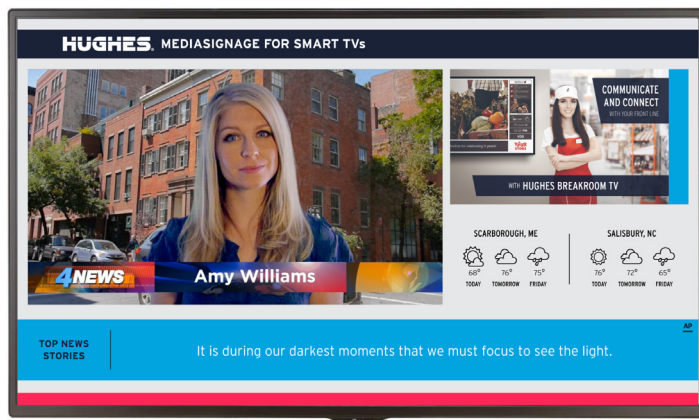 HUGHES. MEDIASIGNAGE FOR SMART TVs
4NEWS
Amy Williams
COMMUNICATE
AND CONNECT
WITH YOUR FRONT LINE
WITH HUGHES BREAKROOM TV
SCARBOROUGH, ME
68° 76° 75°
TODAY TOMORROW FRIDAY
SALISBURY, NC
76° 72° 65°
TODAY TOMORROW FRIDAY
AP
TOP NEWS
STORIES
It is during our darkest moments that we must focus to see the light.